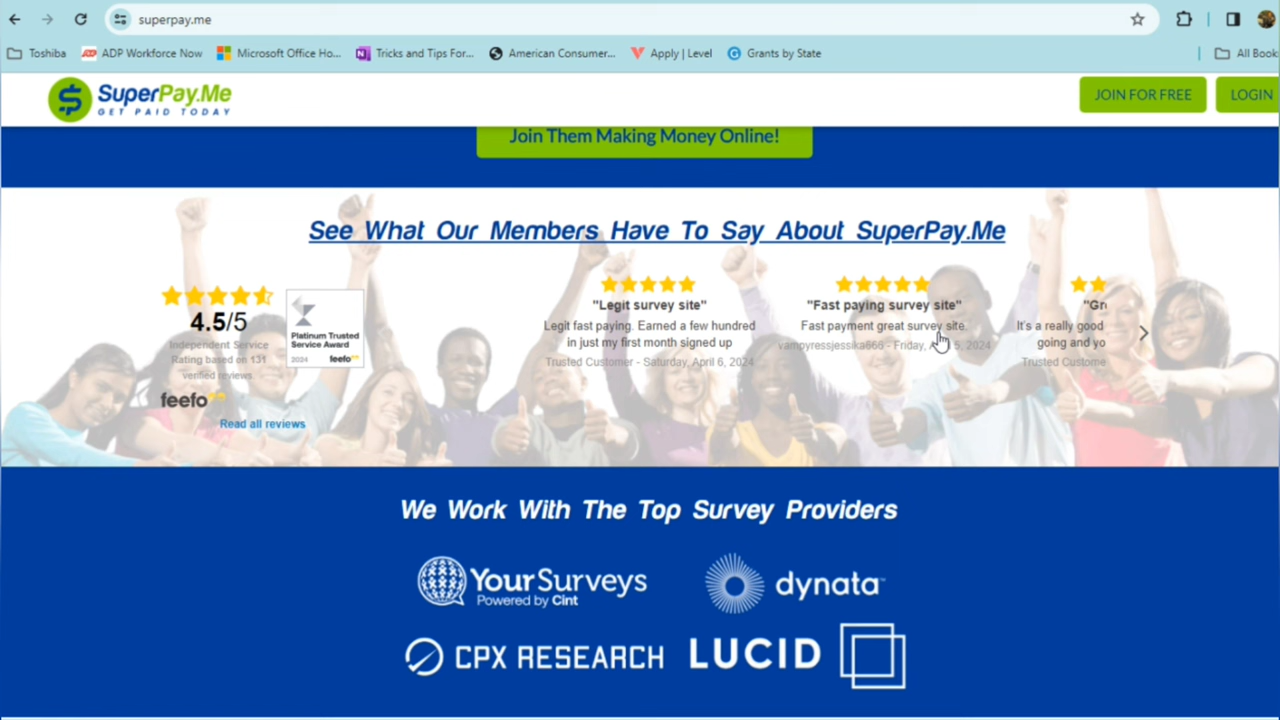 superpay.me
Toshiba
ADP Workforce Now
Microsoft Office Ho...
Tricks and Tips For...
American Consumer...
Apply | Level
Grants by State
All Book
SuperPay.Me
GET PAID TODAY
JOIN FOR FREE
LOGIN
Join Them Making Money Online!
See What Our Members Have To Say About SuperPay.Me
4.5/5
Independent Service
Rating based on 131
verified reviews
feefo
Read all reviews
Platinum Trusted
Service Award
2024 feefo
"Legit survey site"
Legit fast paying. Earned a few hundred
in just my first month signed up
Trusted Customer - Saturday, April 6, 2024
"Fast paying survey site"
Fast payment great survey site.
vampyressjessika666 - Friday, A 5, 2024
"Gr
It's a really good
going and yo
Trusted Custome
We Work With The Top Survey Providers
YourSurveys
Powered by Cint
dynata
CPX RESEARCH
LUCID